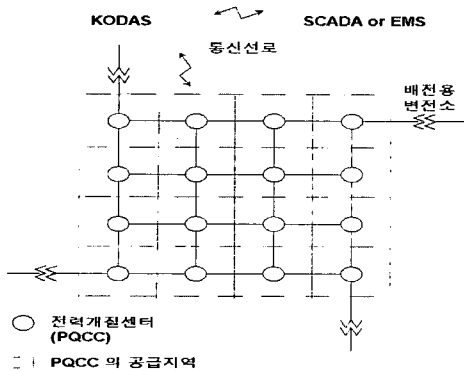 KODAS
SCADA or EMS
통신선로
배전용
변전소
전력개질센터
(PQCC)
PQCC 의 공급지역